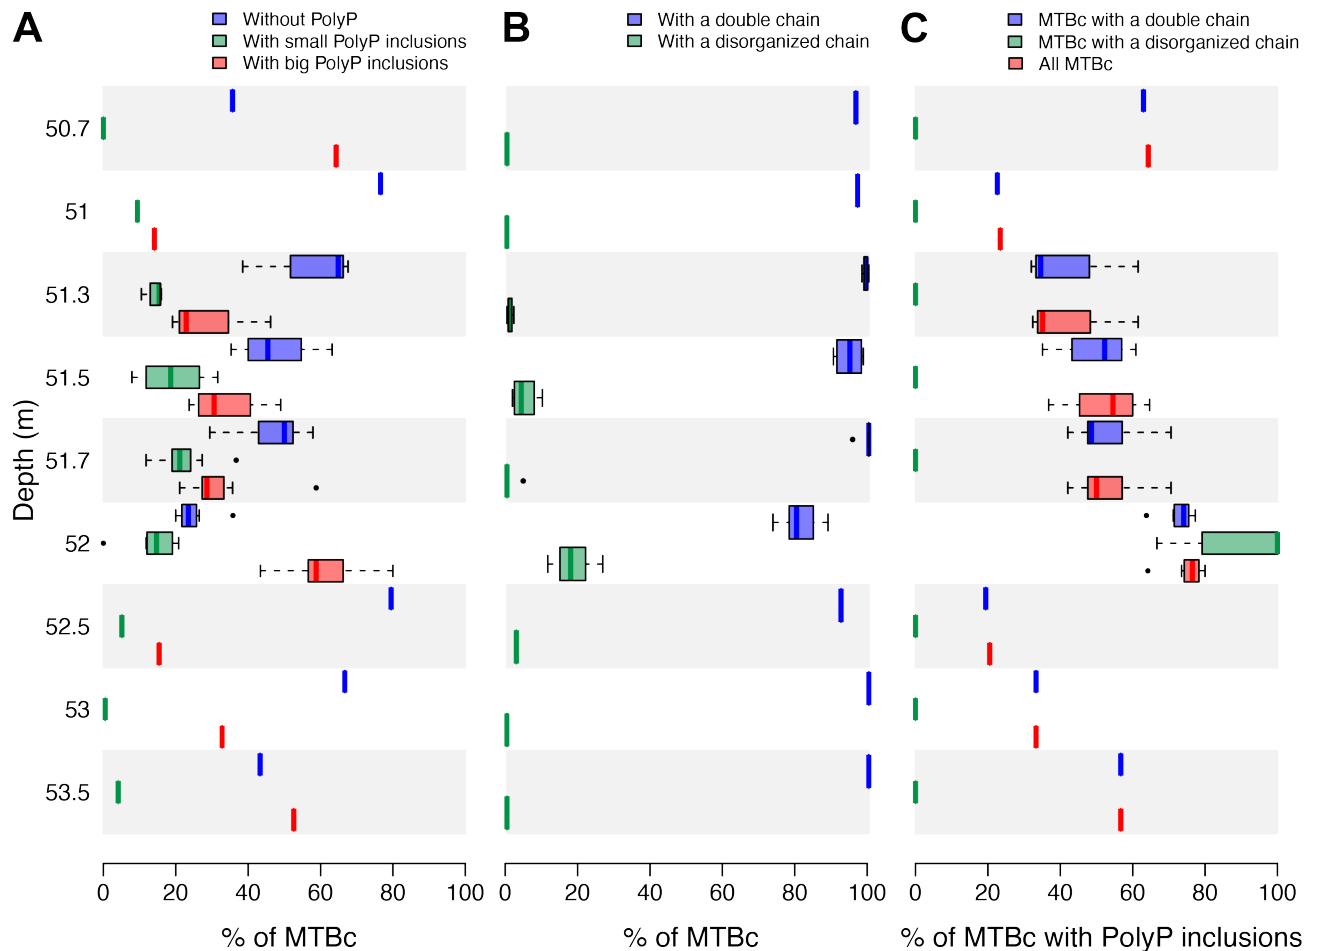 A
Without PolyP
With small PolyP inclusions
With big PolyP inclusions
B
With a double chain
With a disorganized chain
C
MTBc with a double chain
MTBc with a disorganized chain
All MTBc
Depth (m)
50.7
51
51.3
51.5
51.7
52
52.5
53
53.5
0 20 40 60 80 100
% of MTBc
0 20 40 60 80 100
% of MTBc
0 20 40 60 80 100
% of MTBc with PolyP inclusions